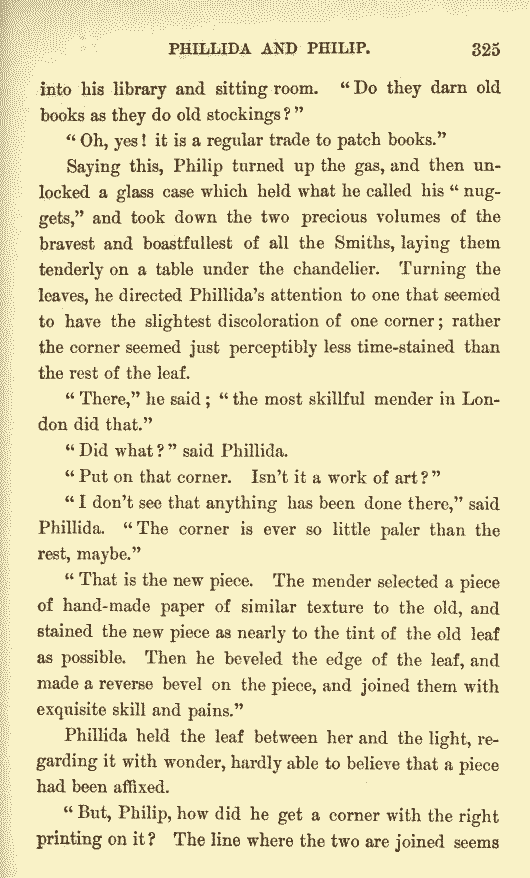 PHILLIDA AND PHILIP. 325
into his library and sitting room. “Do they darn old
books as they do old stockings?”
“Oh, yes! it is a regular trade to patch books.”
Saying this, Philip turned up the gas, and then un-
locked a glass case which held what he called his “nug-
gets,” and took down the two precious volumes of the
bravest and boastfullest of all the Smiths, laying them
tenderly on a table under the chandelier. Turning the
leaves, he directed Phillida’s attention to one that seemed
to have the slightest discoloration of one corner; rather
the corner seemed just perceptibly less time-stained than
the rest of the leaf.
“There,” he said; “the most skillful mender in Lon-
don did that.”
“Did what?” said Phillida.
“Put on that corner. Isn’t it a work of art?”
“I don’t see that anything has been done there,” said
Phillida. “The corner is ever so little paler than the
rest, maybe.”
“That is the new piece. The mender selected a piece
of hand-made paper of similar texture to the old, and
stained the new piece as nearly to the tint of the old leaf
as possible. Then he beveled the edge of the leaf, and
made a reverse bevel on the piece, and joined them with
exquisite skill and pains.”
Phillida held the leaf between her and the light, re-
garding it with wonder, hardly able to believe that a piece
had been affixed.
“But, Philip, how did he get a corner with the right
printing on it? The line where the two are joined seems